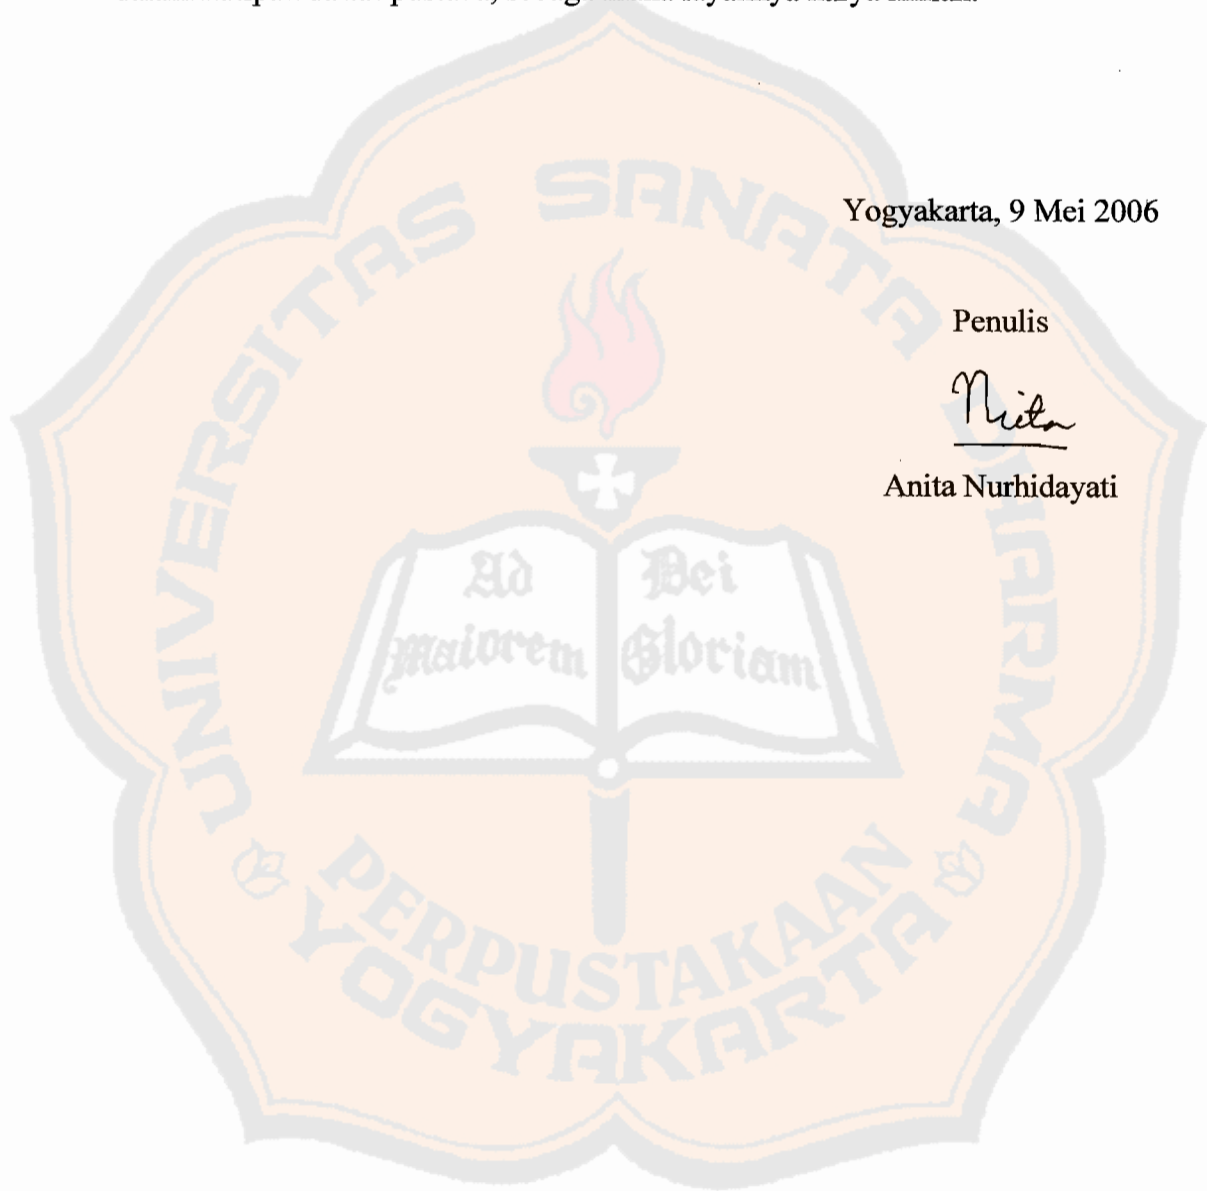 Yogyakarta, 9 Mei 2006
Penulis
Nita
Anita Nurhidayati
UNIVERSITAS SANATA DHARMA
Ad Dei
Maiorem Gloriam
PERPUSTAKAAN
YOGYAKARTA